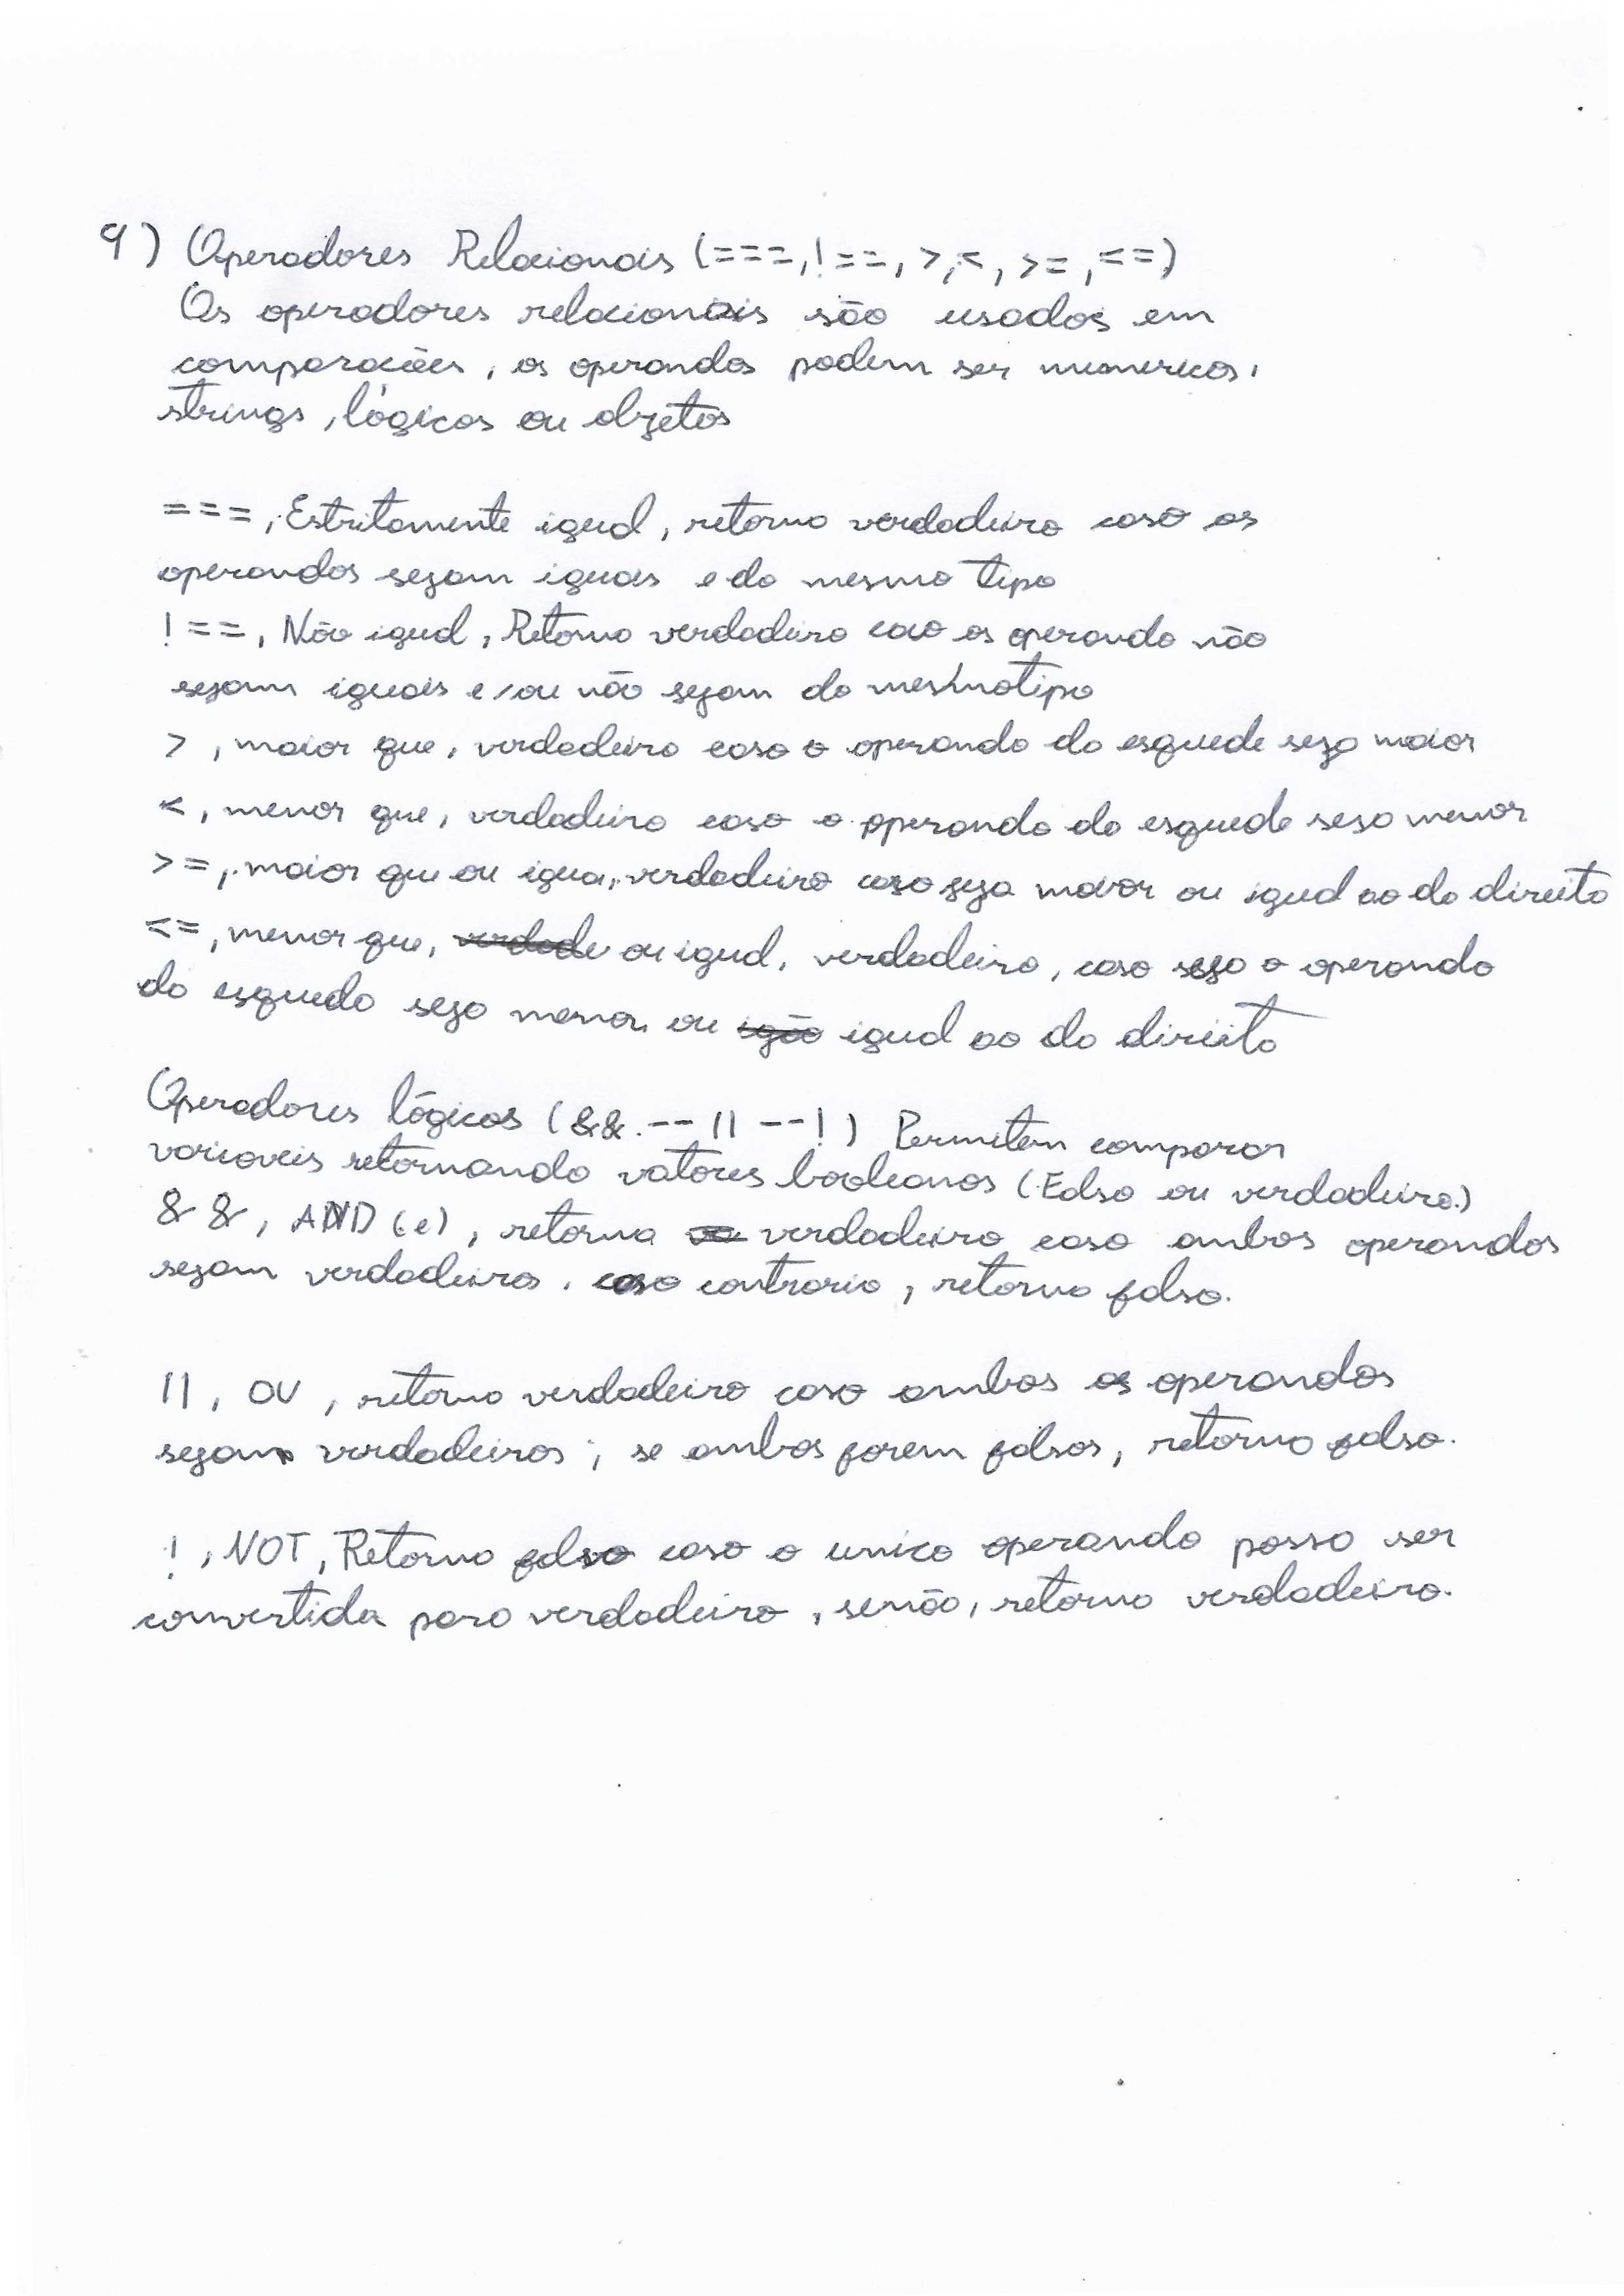 9) Operadores Relacionais (===, !==, >, <, >=, <=)
Os operadores relacionais são usados em
comparações, os operandos podem ser numericos,
strings, lógicos ou objetos
===, Estritamente igual, retorna verdadeiro caso os
operandos sejam iguais e do mesmo tipo
!==, Não igual, Retorna verdadeiro caso os operando não
sejam iguais e/ou não sejam do mesmo tipo
>, maior que, verdadeiro caso o operando da esquede seja maior
<, menor que, verdadeiro caso o operando da esquede seja menor
>=, maior que ou igua, verdadeiro caso seja maior ou igual ao da direita
<=, menor que, ou igual, verdadeiro, caso seja o operando
da esqueda seja menor ou igual ao da direita
Operadores lógicos (&& -- || -- !) Permitem comparar
variaveis retornando valores booleanos (Falso ou verdadeiro.)
&&, AND (e), retorna verdadeiro caso ambos operandos
sejam verdadeiros. caso contrario, retorna falso.
||, OU, retorna verdadeiro caso ambos os operandos
sejam verdadeiros; se ambos forem falsos, retorna falso.
!, NOT, Retorna falso caso o unico operando possa ser
convertida para verdadeiro, senão, retorna verdadeiro.